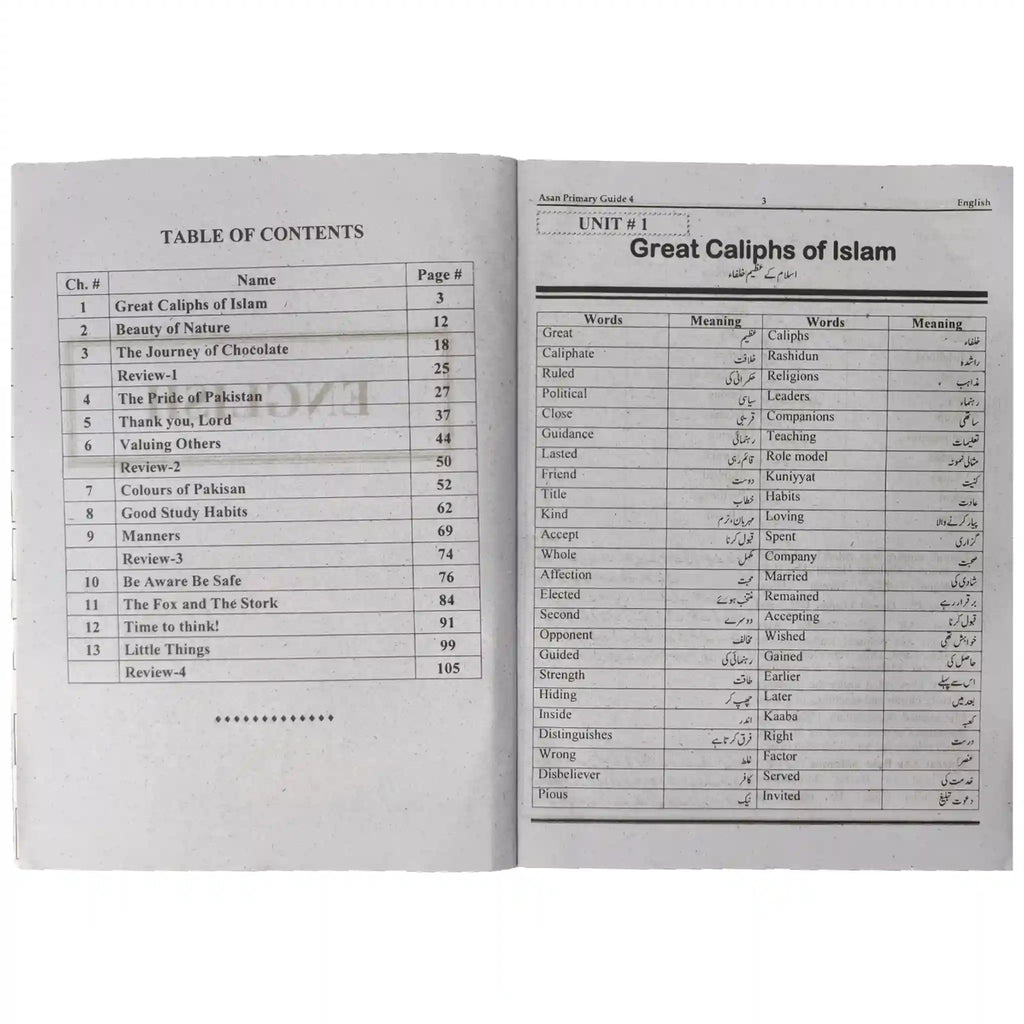 TABLE OF CONTENTS
Ch. # Name Page #
1 Great Caliphs of Islam 3
2 Beauty of Nature 12
3 The Journey of Chocolate 18
Review-1 25
4 The Pride of Pakistan 27
5 Thank you, Lord 37
6 Valuing Others 44
Review-2 50
7 Colours of Pakisan 52
8 Good Study Habits 62
9 Manners 69
Review-3 74
10 Be Aware Be Safe 76
11 The Fox and The Stork 84
12 Time to think! 91
13 Little Things 99
Review-4 105
ENGLISH
Asan Primary Guide 4 3 English
UNIT # 1
Great Caliphs of Islam
اسلام کے عظیم خلفاء
Words Meaning Words Meaning
Great عظیم Caliphs خلفاء
Caliphate خلافت Rashidun راشدہ
Ruled حکمرانی کی Religions مذاہب
Political سیاسی Leaders رہنماء
Close قریبی Companions ساتھی
Guidance رہنمائی Teaching تعلیمات
Lasted قائم رہی Role model مثالی نمونہ
Friend دوست Kuniyyat کنیت
Title خطاب Habits عادت
Kind مہربان، نرم Loving پیار کرنے والا
Accept قبول کرنا Spent گزاری
Whole مکمل Company صحبت
Affection محبت Married شادی کی
Elected منتخب ہوئے Remained برقرار رہے
Second دوسرے Accepting قبول کرنا
Opponent مخالف Wished خواہش تھی
Guided رہنمائی کی Gained حاصل کی
Strength طاقت Earlier اس سے پہلے
Hiding چھپ کر Later بعد میں
Inside اندر Kaaba کعبہ
Distinguishes فرق کرتا ہے Right درست
Wrong غلط Factor عنصر
Disbeliever کافر Served خدمت کی
Pious نیک Invited دعوت تبلیغ